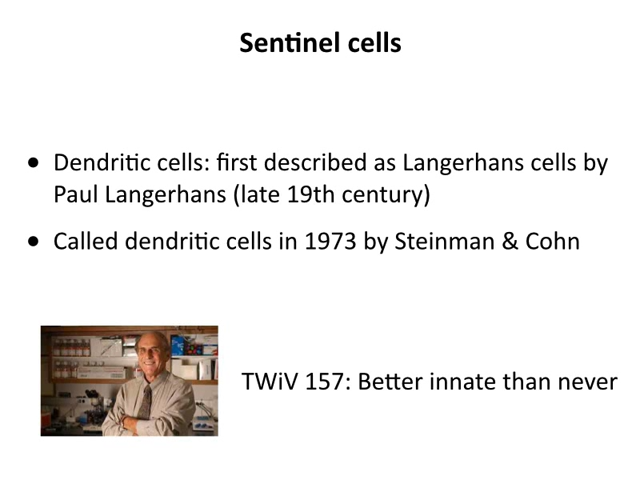 Sentinel cells
• Dendritic cells: first described as Langerhans cells by
Paul Langerhans (late 19th century)
• Called dendritic cells in 1973 by Steinman & Cohn
TWiV 157: Better innate than never